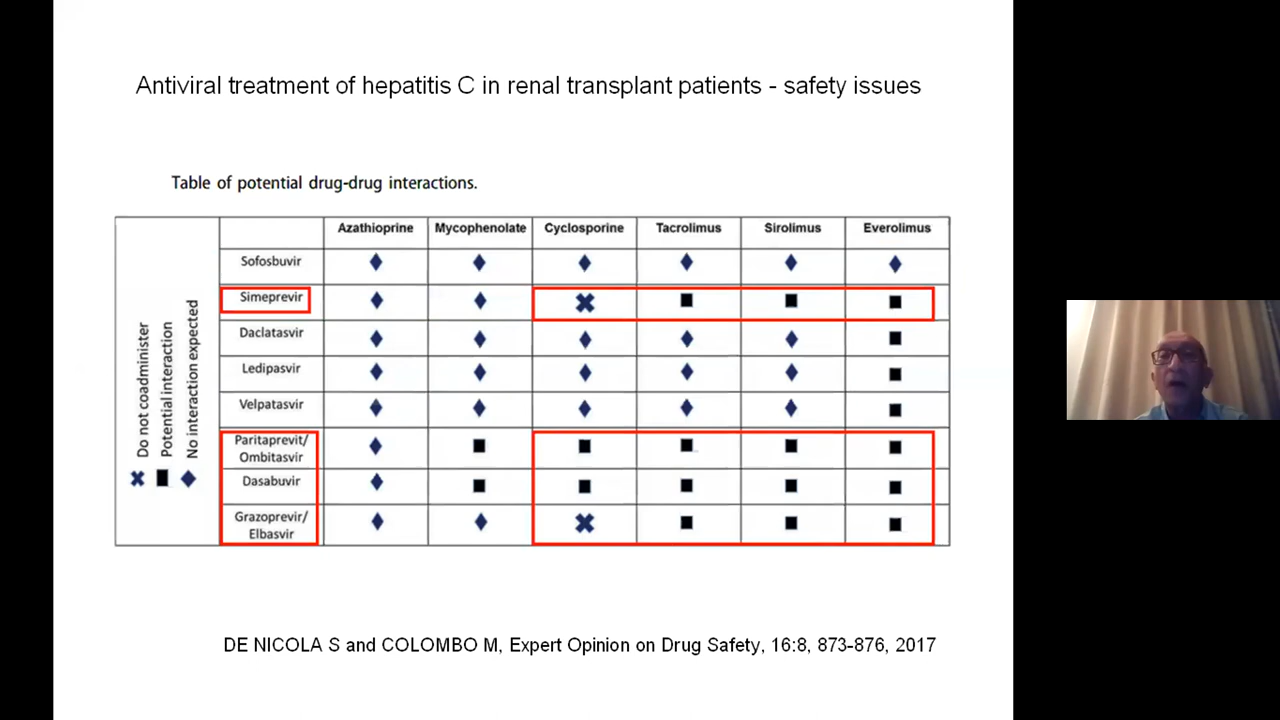 Antiviral treatment of hepatitis C in renal transplant patients - safety issues
Table of potential drug-drug interactions.
Do not coadminister
Potential interaction
No interaction expected
Azathioprine Mycophenolate Cyclosporine Tacrolimus Sirolimus Everolimus
Sofosbuvir
Simeprevir
Daclatasvir
Ledipasvir
Velpatasvir
Paritaprevit/
Ombitasvir
Dasabuvir
Grazoprevir/
Elbasvir
DE NICOLA S and COLOMBO M, Expert Opinion on Drug Safety, 16:8, 873-876, 2017